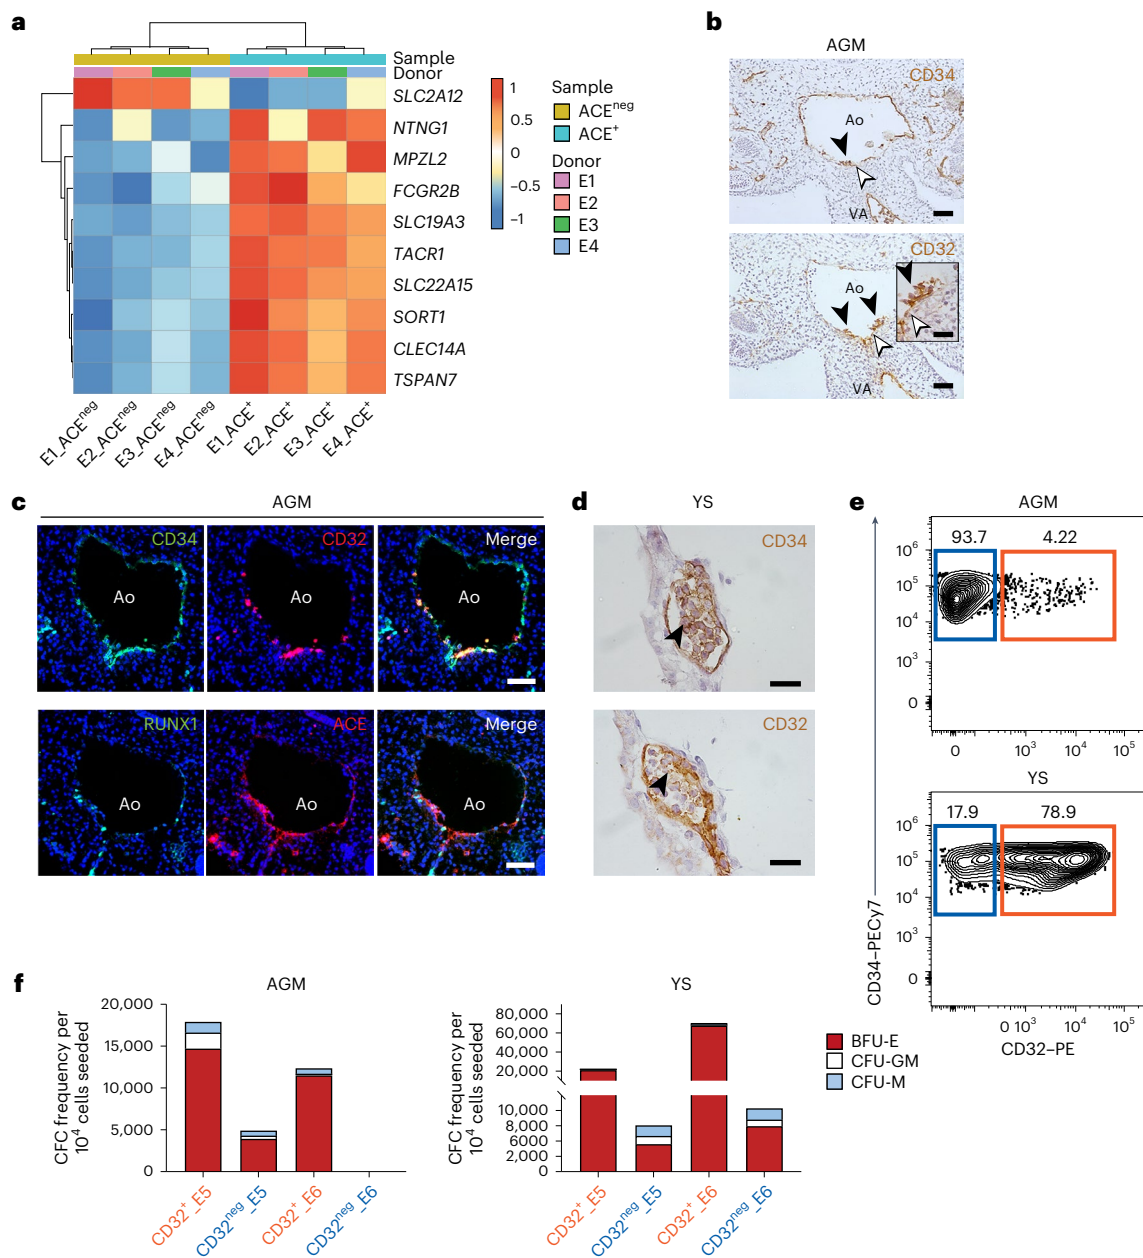 a
Sample
Donor
SLC2A12
NTNG1
MPZL2
FCGR2B
SLC19A3
TACR1
SLC22A15
SORT1
CLEC14A
TSPAN7
E1_ACEneg
E2_ACEneg
E3_ACEneg
E4_ACEneg
E1_ACE+
E2_ACE+
E3_ACE+
E4_ACE+
1
0.5
0
−0.5
−1
Sample
ACEneg
ACE+
Donor
E1
E2
E3
E4
b
AGM
CD34
Ao
VA
CD32
Ao
VA
c
AGM
CD34
CD32
Merge
Ao
Ao
Ao
RUNX1
ACE
Merge
Ao
Ao
Ao
d
YS
CD34
CD32
e
AGM
93.7
4.22
10^6
10^5
10^4
10^3
0
0
10^3
10^4
10^5
YS
17.9
78.9
10^6
10^5
10^4
10^3
0
0
10^3
10^4
10^5
CD34–PECy7
CD32–PE
f
AGM
CFC frequency per
10^4 cells seeded
20,000
15,000
10,000
5,000
0
CD32+_E5
CD32neg_E5
CD32+_E6
CD32neg_E6
YS
CFC frequency per
10^4 cells seeded
80,000
60,000
40,000
20,000
10,000
8,000
6,000
2,000
0
CD32+_E5
CD32neg_E5
CD32+_E6
CD32neg_E6
BFU-E
CFU-GM
CFU-M